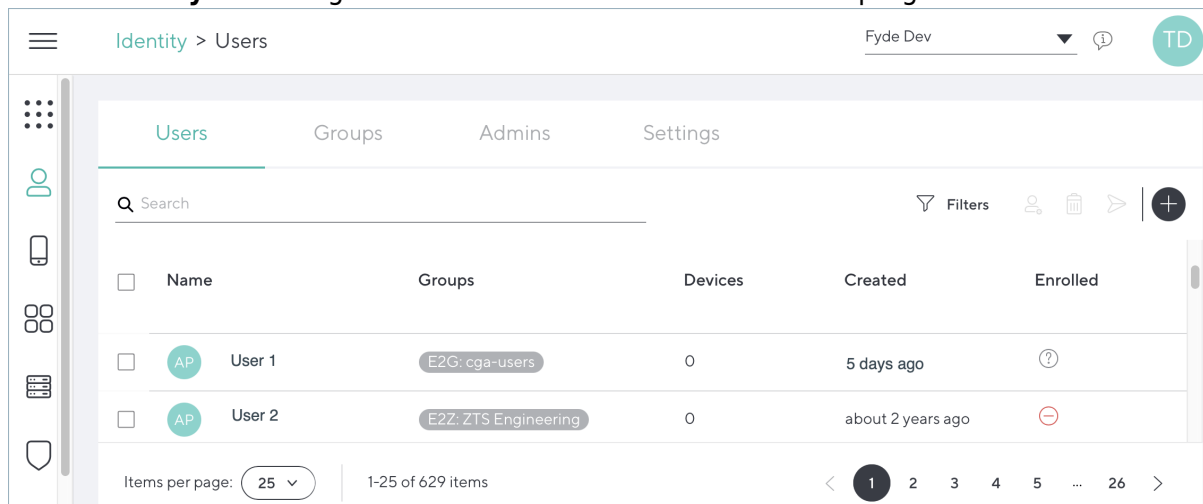 Identity > Users
Fyde Dev
TD
Users Groups Admins Settings
Search
Filters
Name Groups Devices Created Enrolled
AP User 1 E2G: cga-users 0 5 days ago
AP User 2 E2Z: ZTS Engineering 0 about 2 years ago
Items per page: 25 1-25 of 629 items < 1 2 3 4 5 ... 26 >